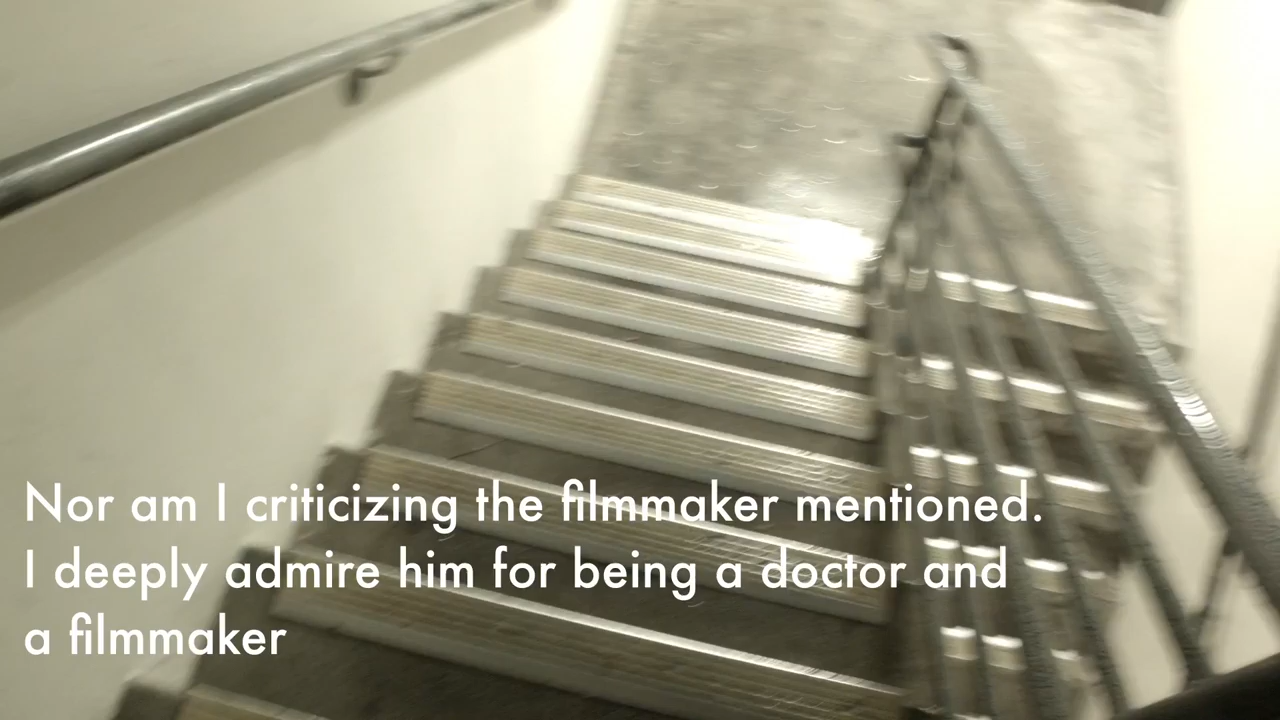 Nor am I criticizing the filmmaker mentioned.
I deeply admire him for being a doctor and
a filmmaker